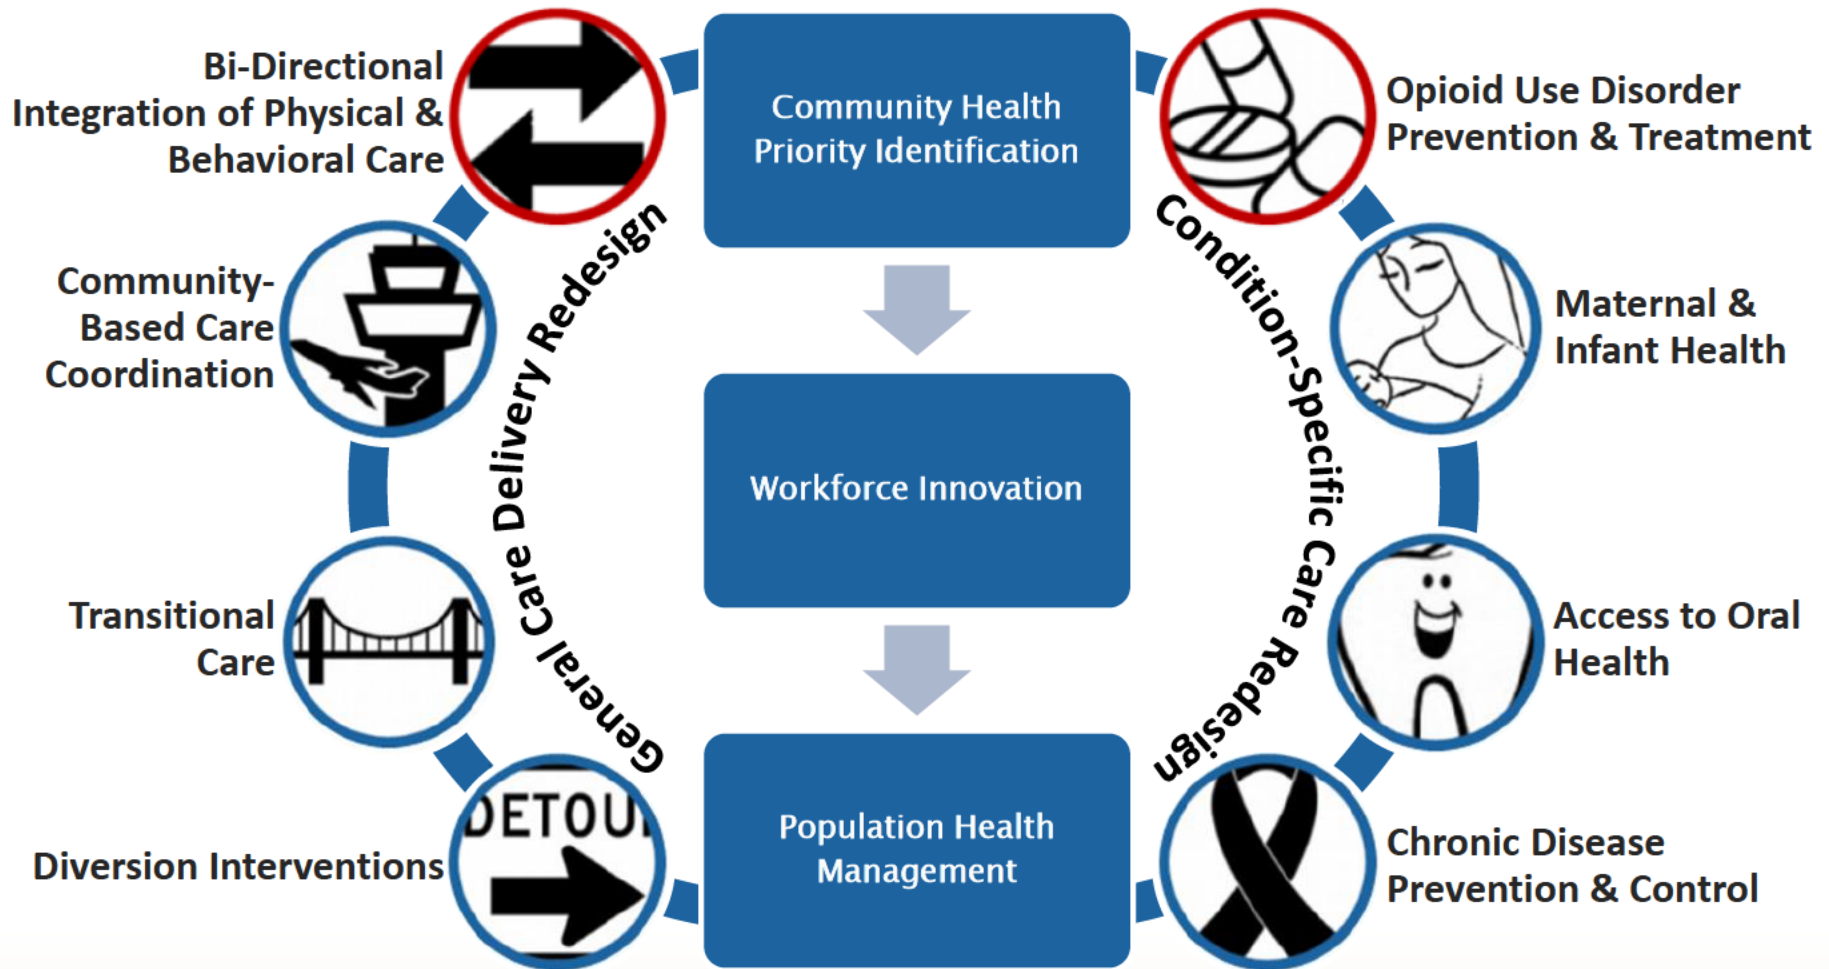 Bi-Directional
Integration of Physical &
Behavioral Care
Community-
Based Care
Coordination
Transitional
Care
DETOU
Diversion Interventions
General Care Delivery Redesign
Community Health
Priority Identification
Workforce Innovation
Population Health
Management
Condition-Specific Care Redesign
Opioid Use Disorder
Prevention & Treatment
Maternal &
Infant Health
Access to Oral
Health
Chronic Disease
Prevention & Control